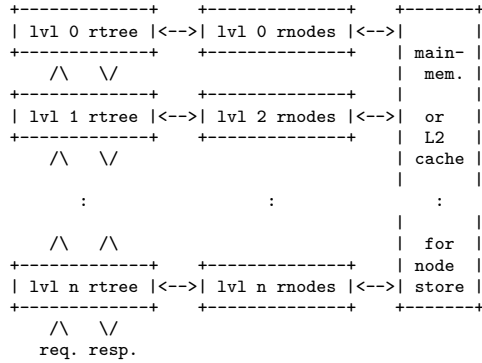 +-------------+    +--------------+    +-------+
| lvl 0 rtree |<-->| lvl 0 rnodes |<-->|       |
+-------------+    +--------------+    | main- |
    /\   \/                            |  mem. |
+-------------+    +--------------+    |       |
| lvl 1 rtree |<-->| lvl 2 rnodes |<-->|  or   |
+-------------+    +--------------+    |  L2   |
    /\   \/                            | cache |
                                       |       |
       :                  :                :
                                       |       |
    /\   /\                            |  for  |
+-------------+    +--------------+    | node  |
| lvl n rtree |<-->| lvl n rnodes |<-->| store |
+-------------+    +--------------+    +-------+
    /\   \/
   req. resp.